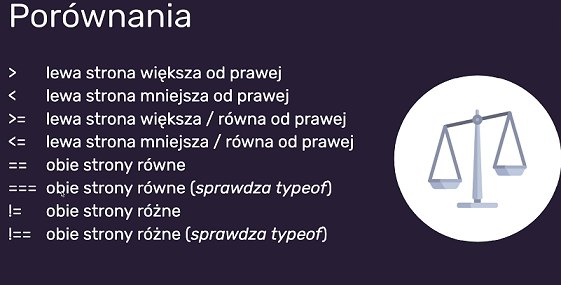 Porównania
> lewa strona większa od prawej
< lewa strona mniejsza od prawej
>= lewa strona większa / równa od prawej
<= lewa strona mniejsza / równa od prawej
== obie strony równe
=== obie strony równe (sprawdza typeof)
!= obie strony różne
!== obie strony różne (sprawdza typeof)